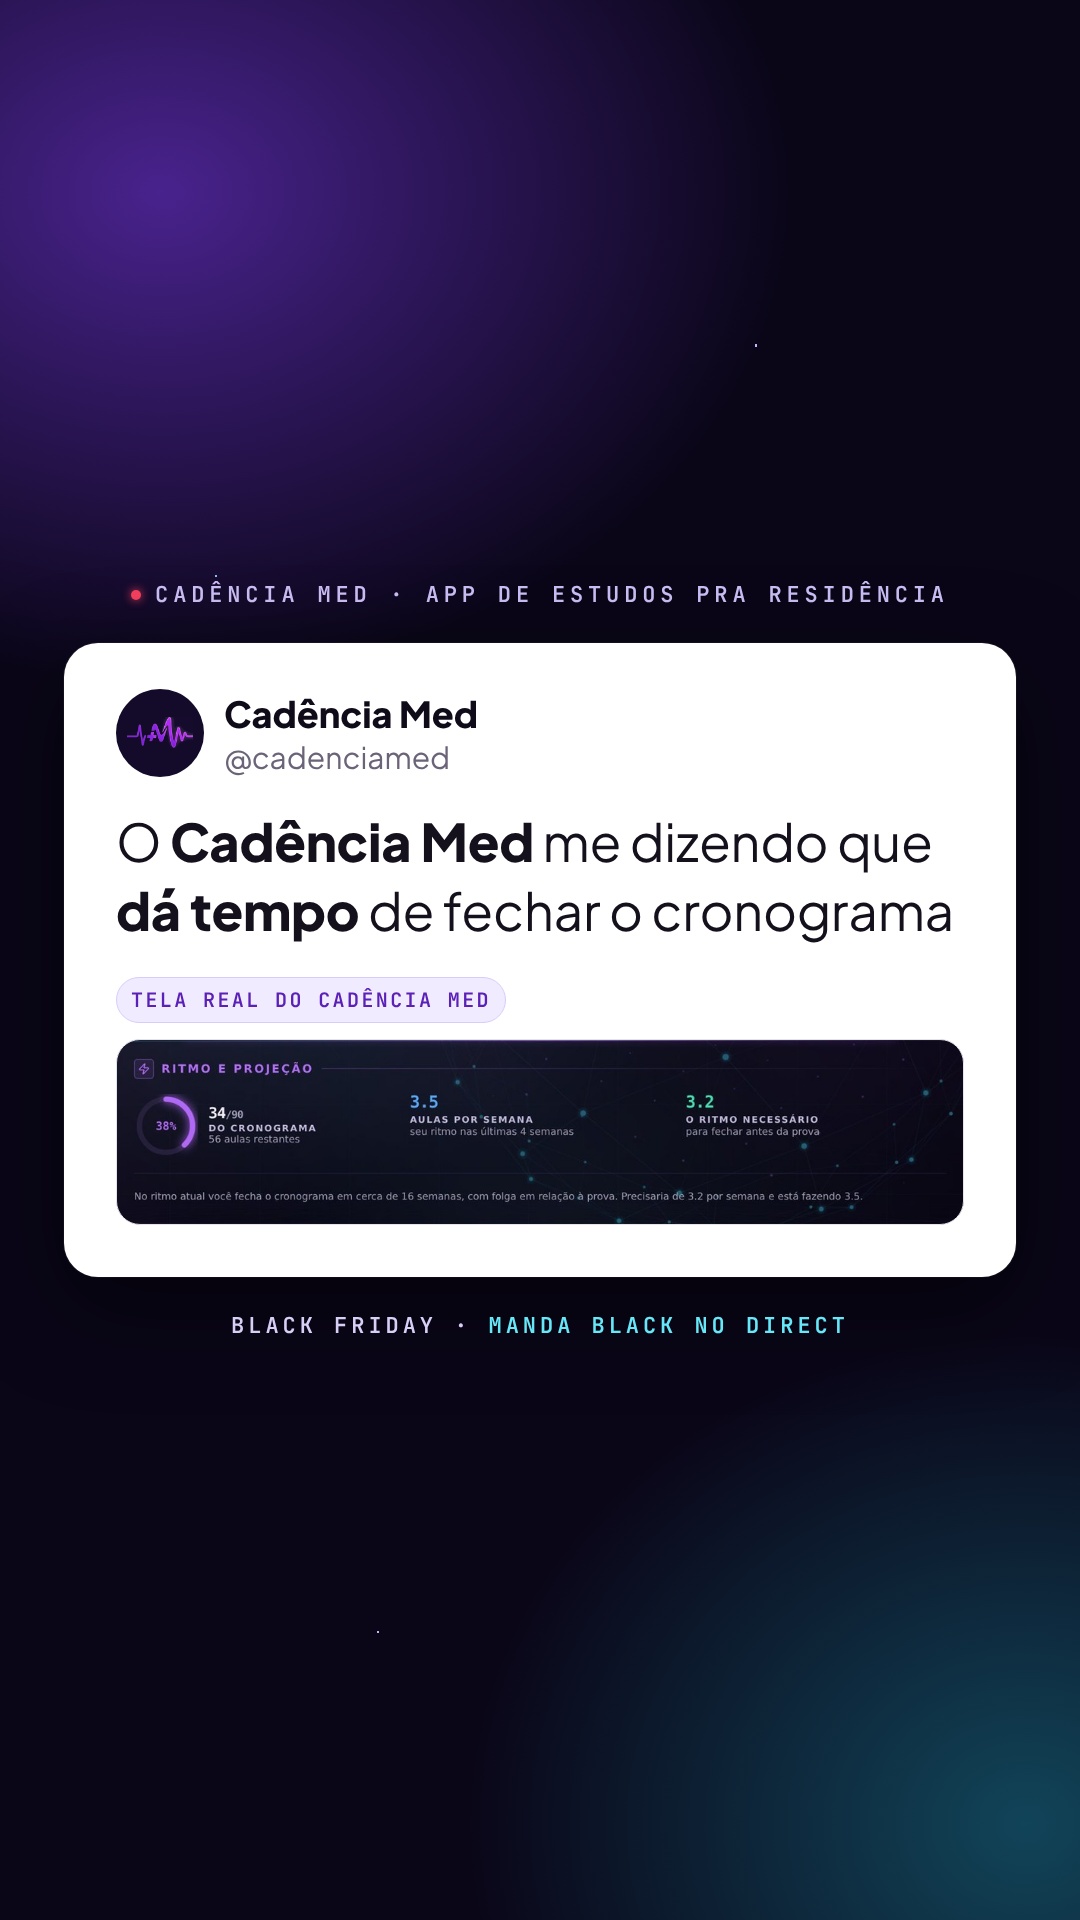 CADÊNCIA MED · APP DE ESTUDOS PRA RESIDÊNCIA
Cadência Med
@cadenciamed
O Cadência Med me dizendo que
dá tempo de fechar o cronograma
TELA REAL DO CADÊNCIA MED
RITMO E PROJEÇÃO
38%
34/90
DO CRONOGRAMA
56 aulas restantes
3.5
AULAS POR SEMANA
seu ritmo nas últimas 4 semanas
3.2
O RITMO NECESSÁRIO
para fechar antes da prova
No ritmo atual você fecha o cronograma em cerca de 16 semanas, com folga em relação à prova. Precisaria de 3.2 por semana e está fazendo 3.5.
BLACK FRIDAY · MANDA BLACK NO DIRECT